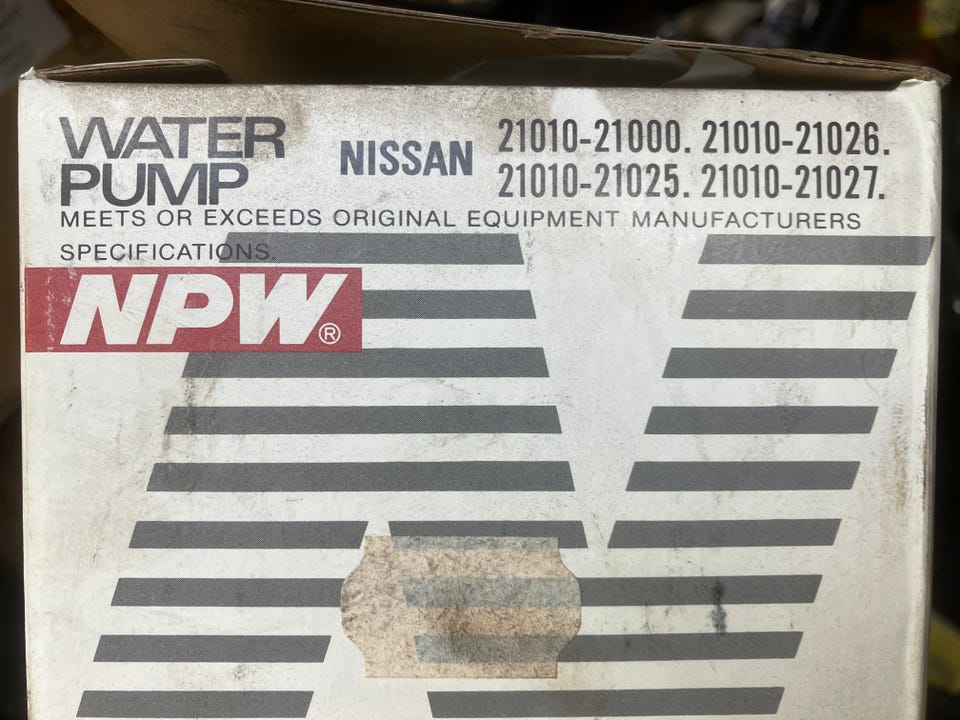 WATER PUMP
NISSAN
21010-21000. 21010-21026.
21010-21025. 21010-21027.
MEETS OR EXCEEDS ORIGINAL EQUIPMENT MANUFACTURERS
SPECIFICATIONS.
NPW®